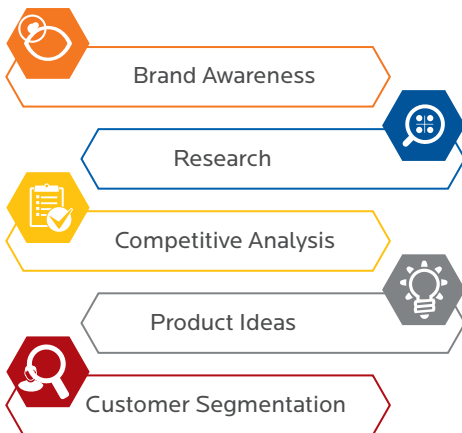 Brand Awareness
Research
Competitive Analysis
Product Ideas
Customer Segmentation